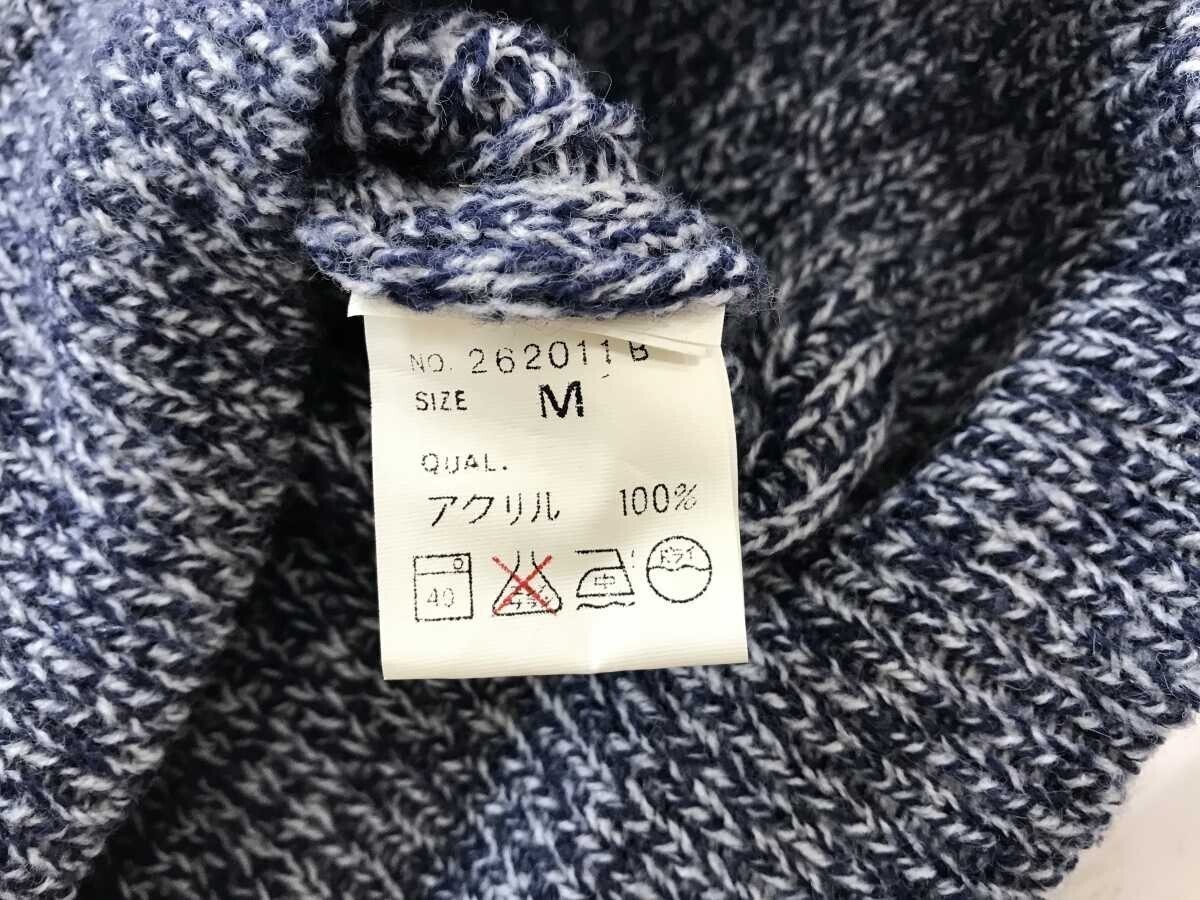 NO. 262011 B
SIZE M
QUAL.
アクリル 100%
40 中 ドライ